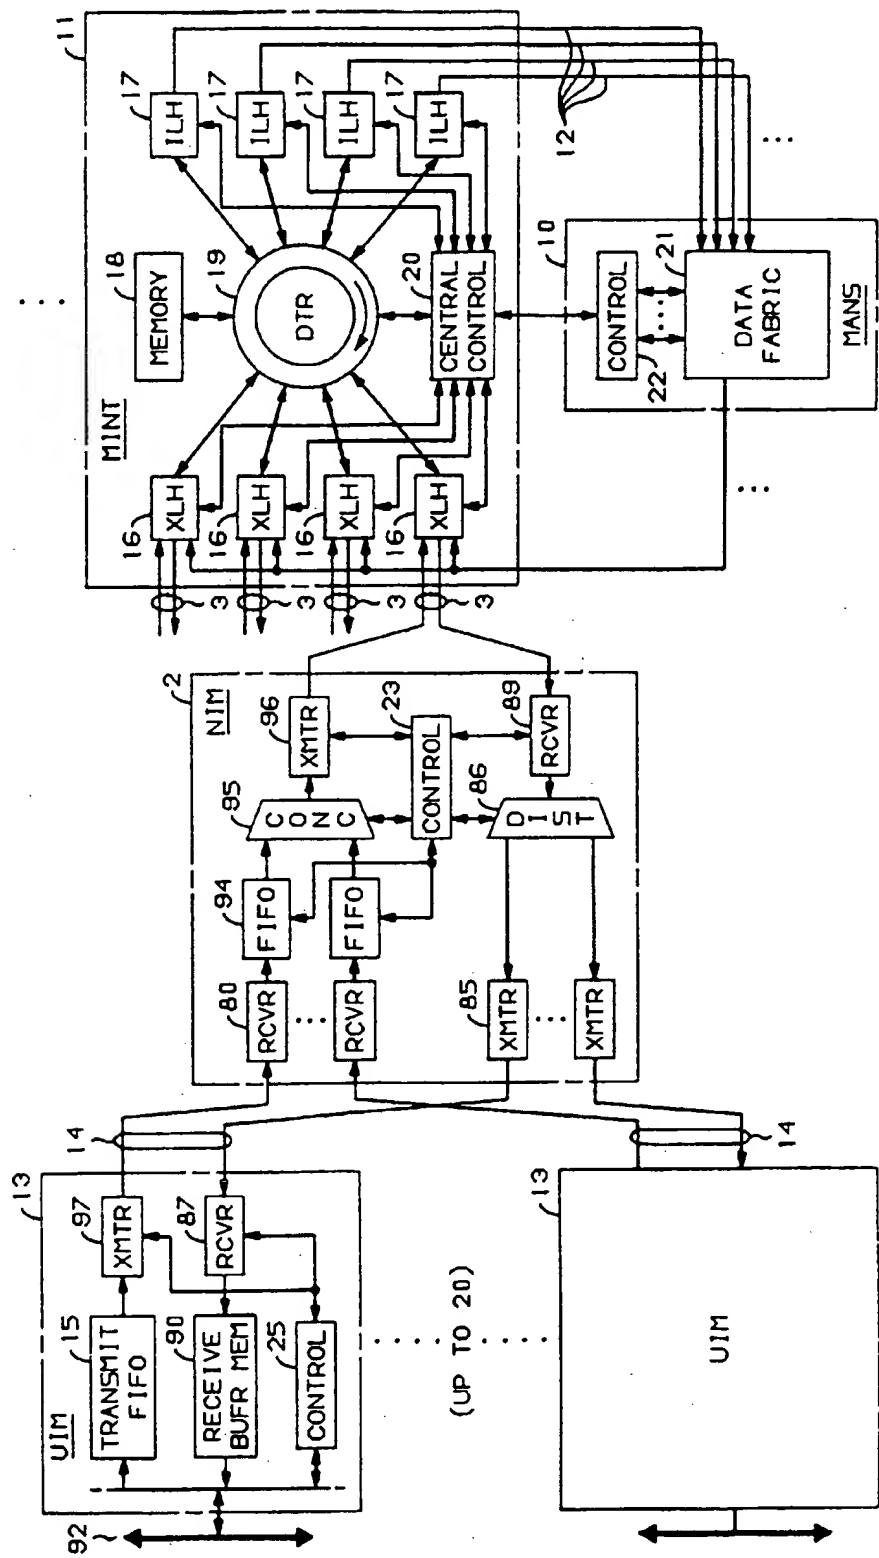 92
13
UIM
15
TRANSMIT
FIFO
97
XMTR
90
RECEIVE
BUFR MEM
87
RCVR
25
CONTROL
14
(UP TO 20)
13
UIM
14
2
NIM
80
RCVR
94
FIFO
95
CONC
96
XMTR
RCVR
FIFO
23
CONTROL
85
XMTR
86
DIST
89
RCVR
XMTR
11
MINT
3
16
XLH
3
16
XLH
3
16
XLH
3
16
XLH
18
MEMORY
19
DTR
20
CENTRAL
CONTROL
17
ILH
17
ILH
17
ILH
17
ILH
12
10
CONTROL
22
21
DATA
FABRIC
MANS